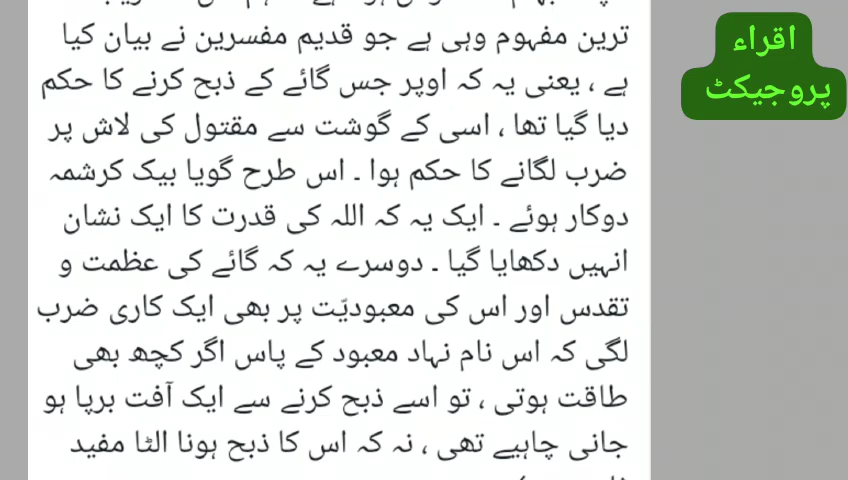 ترین مفہوم وہی ہے جو قدیم مفسرین نے بیان کیا
ہے ، یعنی یہ کہ اوپر جس گائے کے ذبح کرنے کا حکم
دیا گیا تھا ، اسی کے گوشت سے مقتول کی لاش پر
ضرب لگانے کا حکم ہوا ۔ اس طرح گویا بیک کرشمہ
دوکار ہوئے ۔ ایک یہ کہ اللہ کی قدرت کا ایک نشان
انہیں دکھایا گیا ۔ دوسرے یہ کہ گائے کی عظمت و
تقدس اور اس کی معبودیّت پر بھی ایک کاری ضرب
لگی کہ اس نام نہاد معبود کے پاس اگر کچھ بھی
طاقت ہوتی ، تو اسے ذبح کرنے سے ایک آفت برپا ہو
جانی چاہیے تھی ، نہ کہ اس کا ذبح ہونا الٹا مفید
اقراء
پروجیکٹ